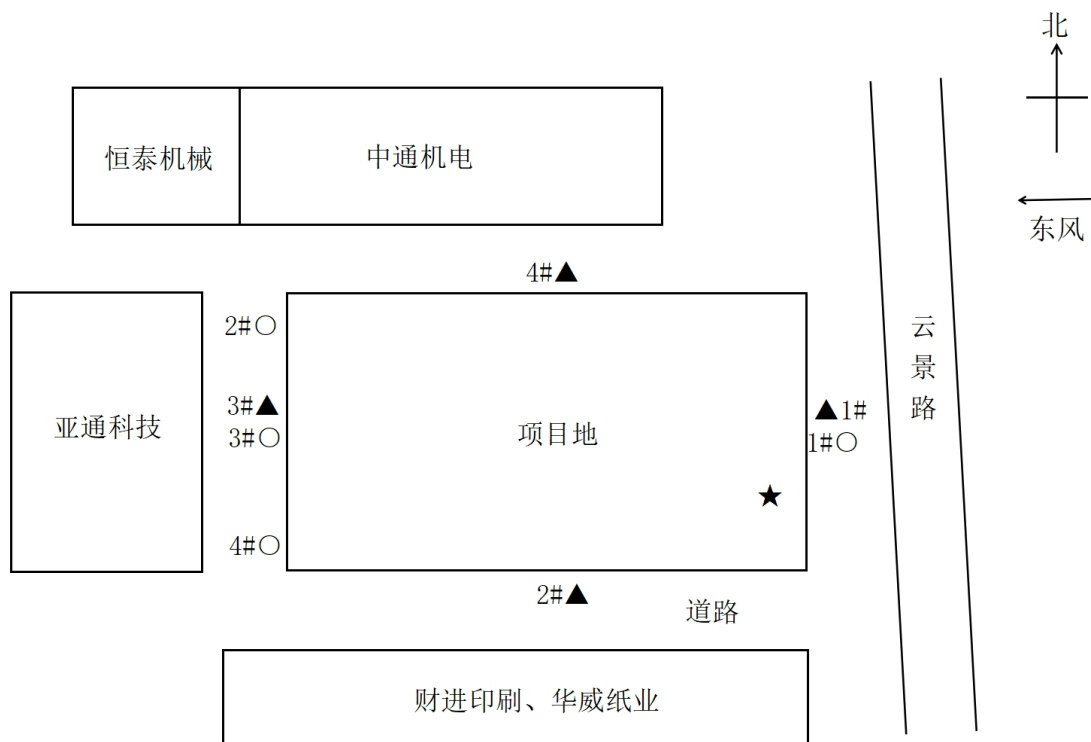 北
恒泰机械
中通机电
东风
4#▲
2#○
云景路
3#▲
▲1#
亚通科技
3#○
项目地
1#○
★
4#○
2#▲
道路
财进印刷、华威纸业